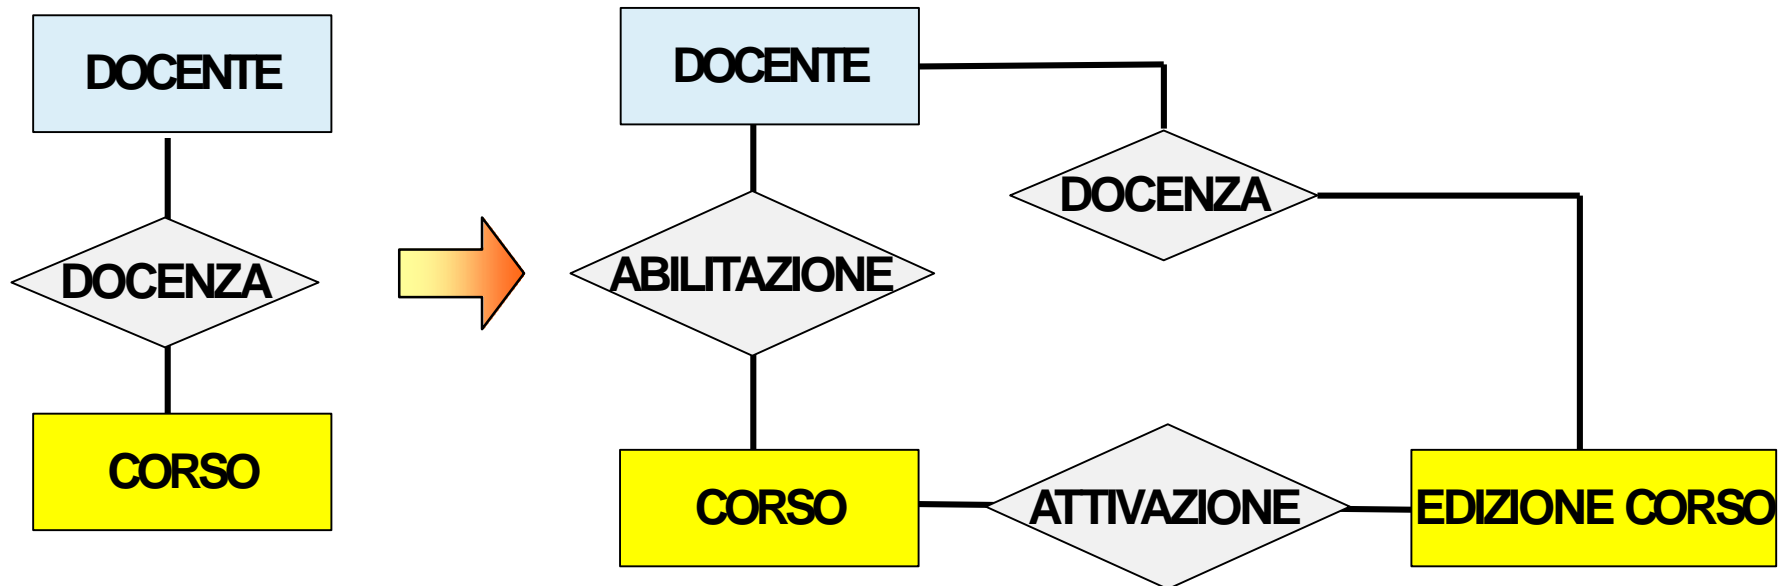 DOCENTE
DOCENZA
CORSO
DOCENTE
DOCENZA
ABILITAZIONE
CORSO
ATTIVAZIONE
EDIZIONE CORSO